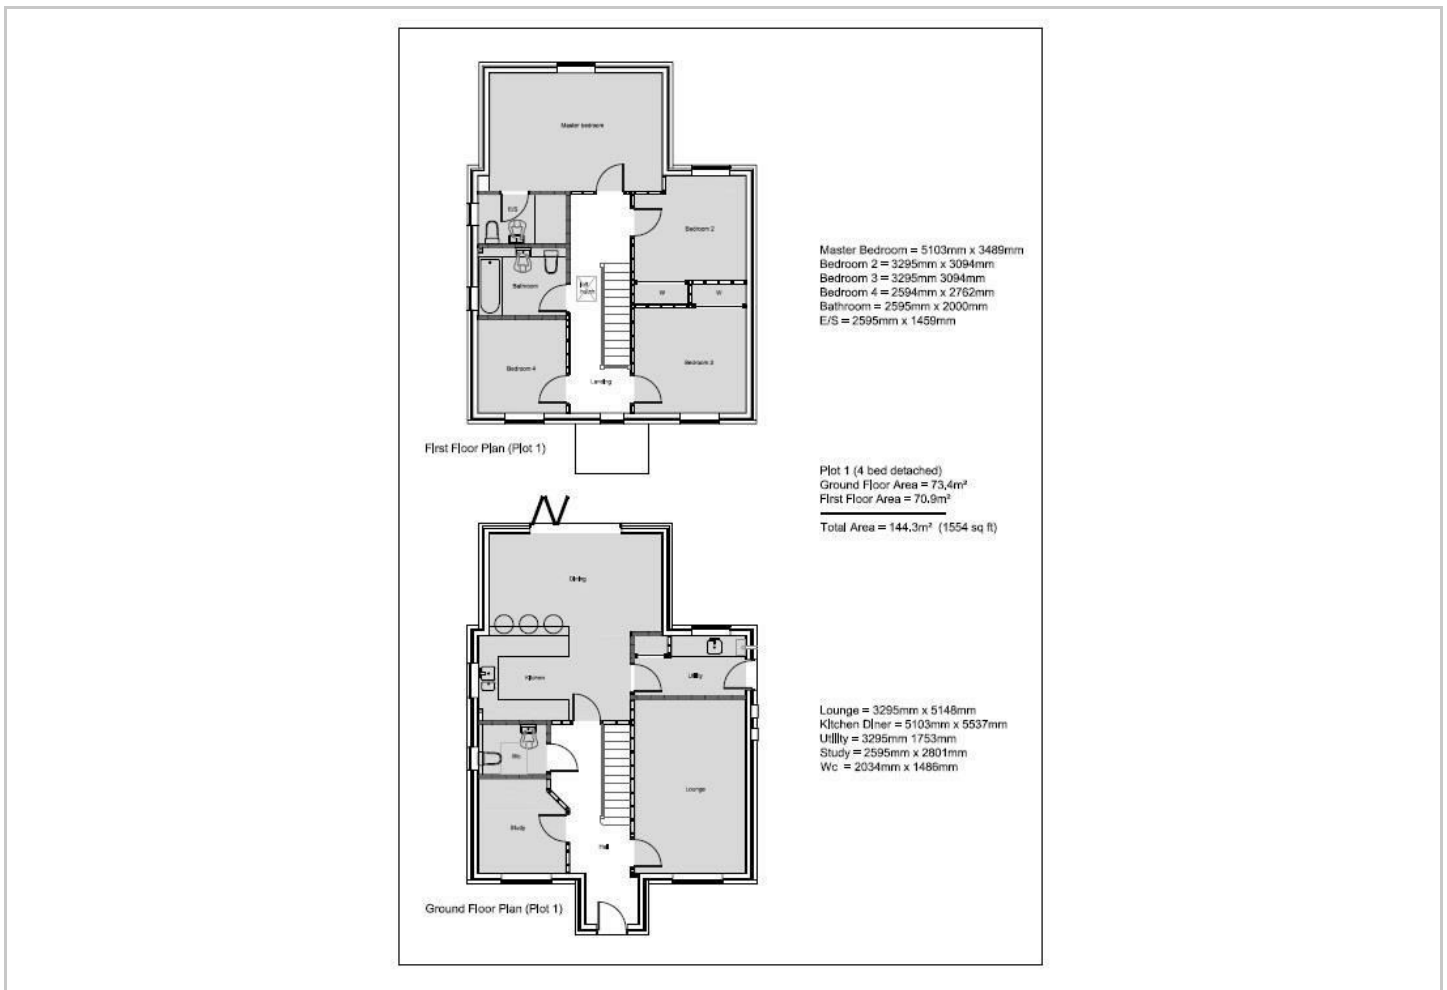 Master bedroom
E/S
Bedroom 2
Bathroom
W
W
Bedroom 4
Bedroom 3
Landing
First Floor Plan (Plot 1)
Master Bedroom = 5103mm x 3489mm
Bedroom 2 = 3295mm x 3094mm
Bedroom 3 = 3295mm 3094mm
Bedroom 4 = 2594mm x 2762mm
Bathroom = 2595mm x 2000mm
E/S = 2595mm x 1459mm
Plot 1 (4 bed detached)
Ground Floor Area = 73.4m²
First Floor Area = 70.9m²
Total Area = 144.3m² (1554 sq ft)
Dining
Kitchen
Utility
Wc
Lounge
Study
Hall
Ground Floor Plan (Plot 1)
Lounge = 3295mm x 5148mm
Kitchen Diner = 5103mm x 5537mm
Utility = 3295mm 1753mm
Study = 2595mm x 2801mm
Wc = 2034mm x 1486mm